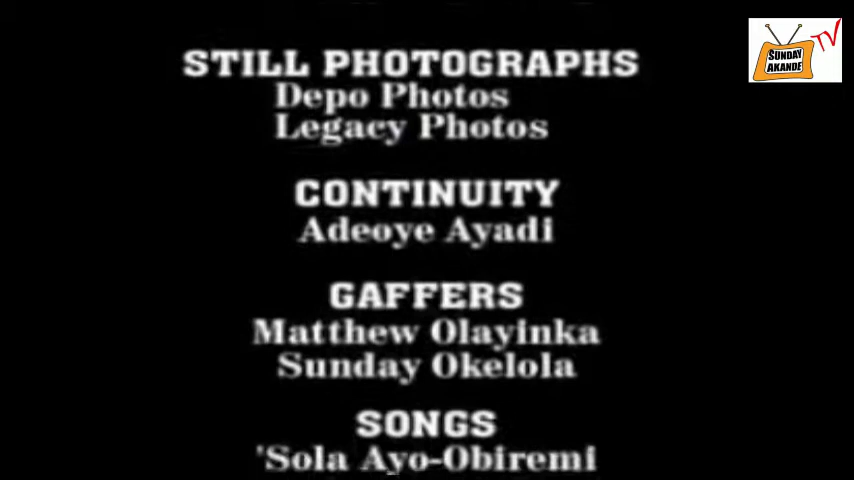 STILL PHOTOGRAPHS
Depo Photos
Legacy Photos
CONTINUITY
Adeoye Ayadi
GAFFERS
Matthew Olayinka
Sunday Okelola
SONGS
'Sola Ayo-Obiremi
SUNDAY
AKANDE
TV